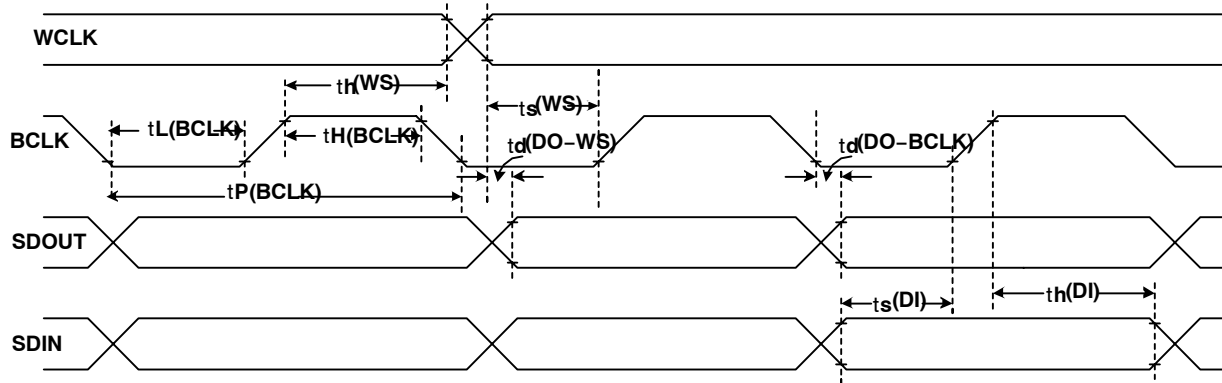 WCLK
th(WS)
ts(WS)
BCLK
tL(BCLK)
tH(BCLK)
td(DO−WS)
td(DO−BCLK)
tP(BCLK)
SDOUT
ts(DI)
th(DI)
SDIN